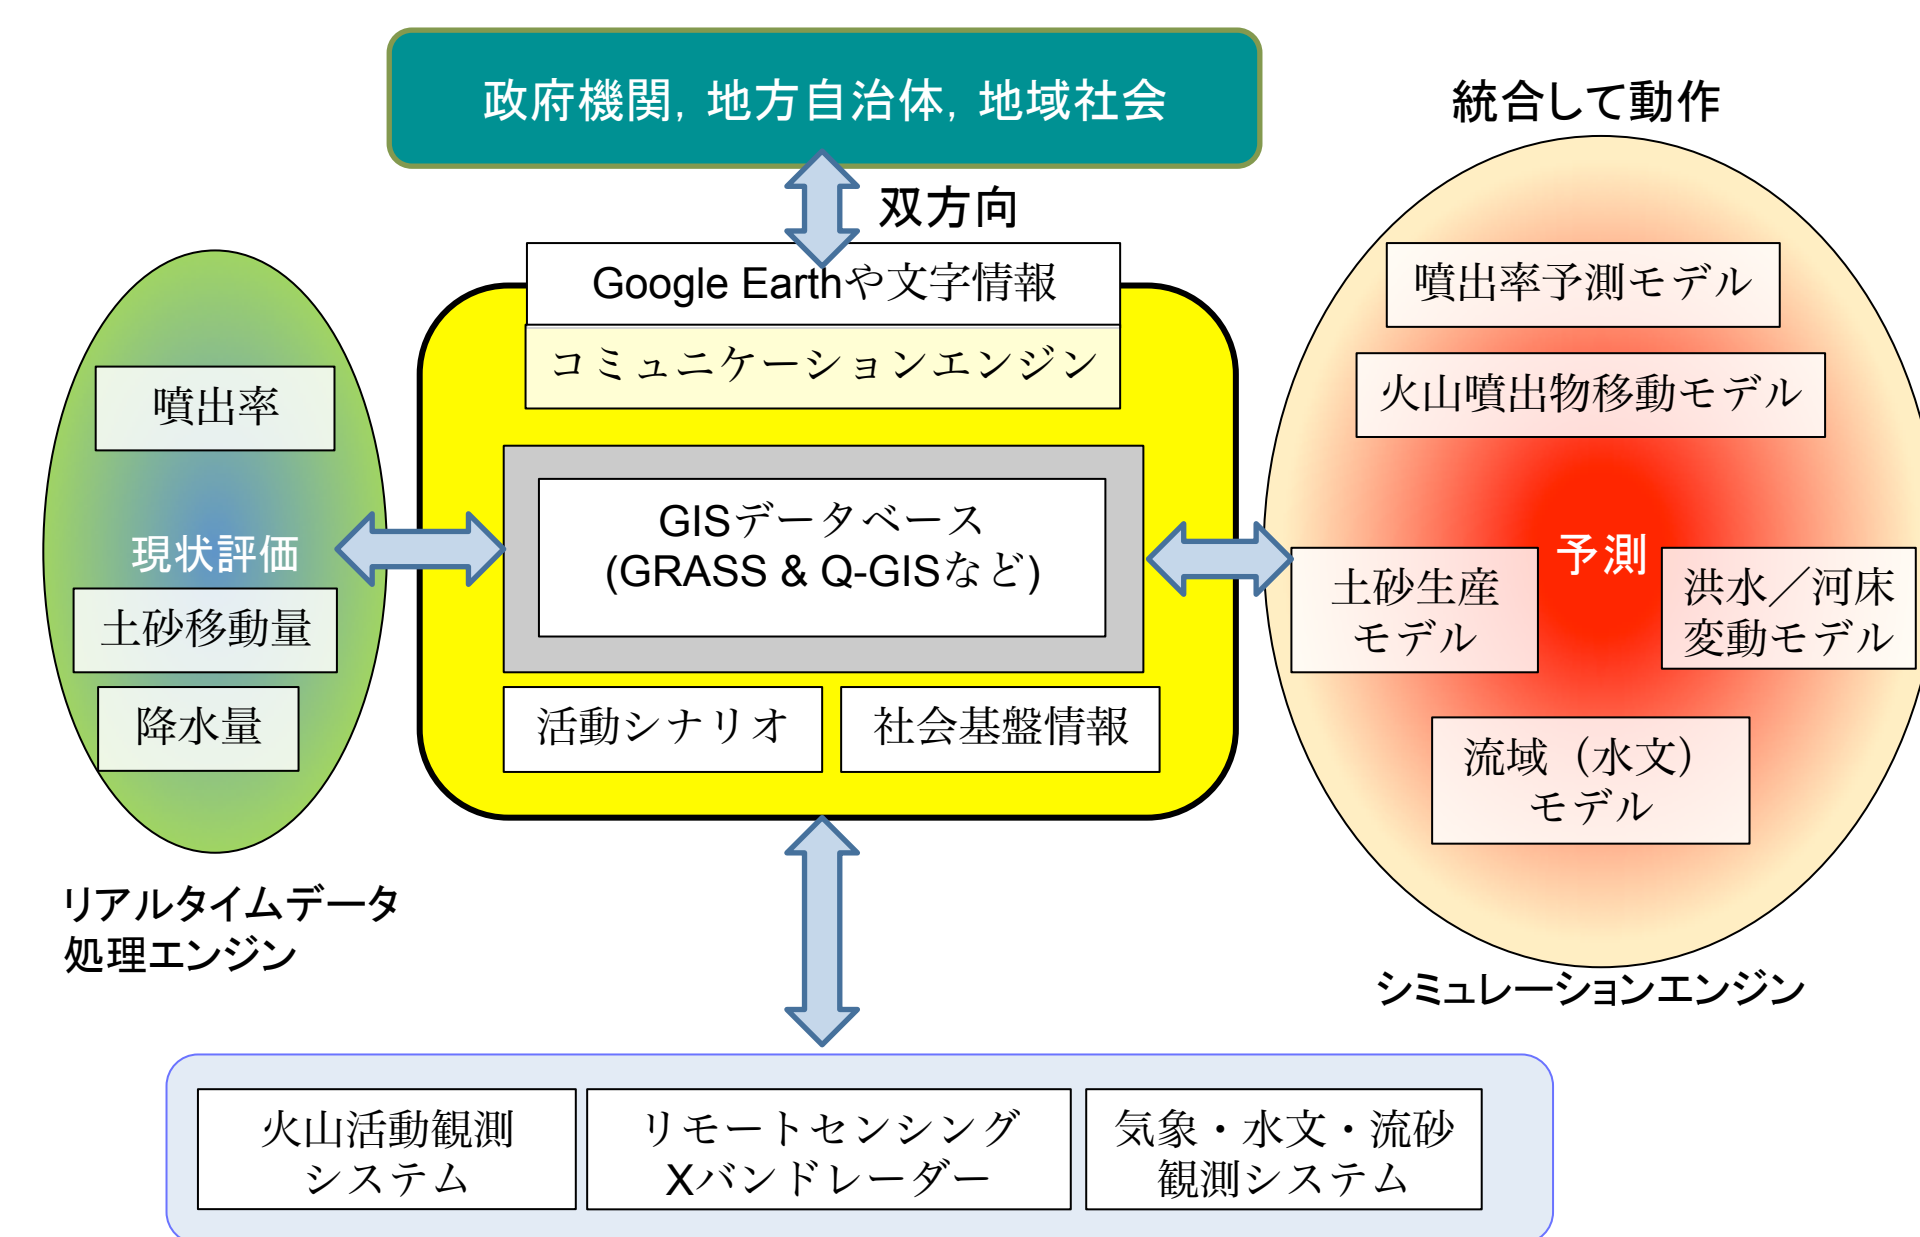 政府機関, 地方自治体, 地域社会
双方向
統合して動作
Google Earthや文字情報
コミュニケーションエンジン
噴出率
現状評価
土砂移動量
降水量
リアルタイムデータ
処理エンジン
GISデータベース
(GRASS & Q-GISなど)
活動シナリオ
社会基盤情報
噴出率予測モデル
火山噴出物移動モデル
予測
土砂生産
モデル
洪水／河床
変動モデル
流域（水文）
モデル
シミュレーションエンジン
火山活動観測
システム
リモートセンシング
Xバンドレーダー
気象・水文・流砂
観測システム